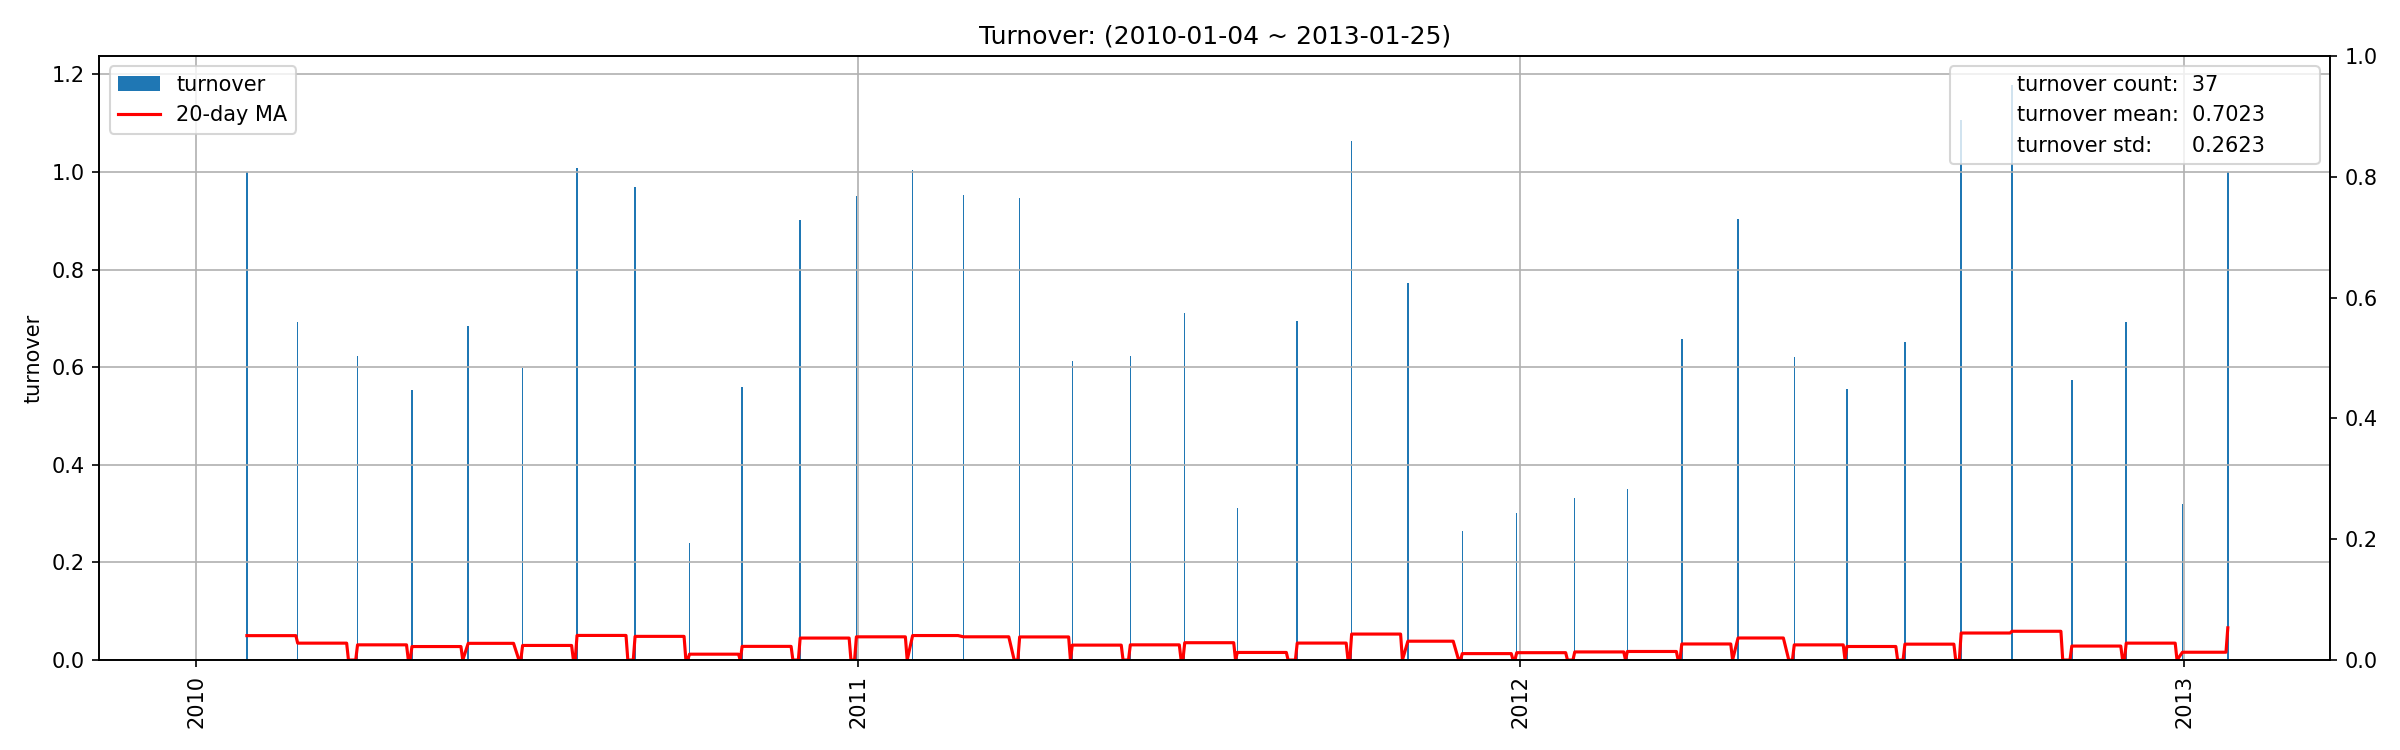 Turnover: (2010-01-04 ~ 2013-01-25)
turnover
20-day MA
turnover count: 37
turnover mean: 0.7023
turnover std: 0.2623
turnover
1.2
1.0
0.8
0.6
0.4
0.2
0.0
1.0
0.8
0.6
0.4
0.2
0.0
2010
2011
2012
2013